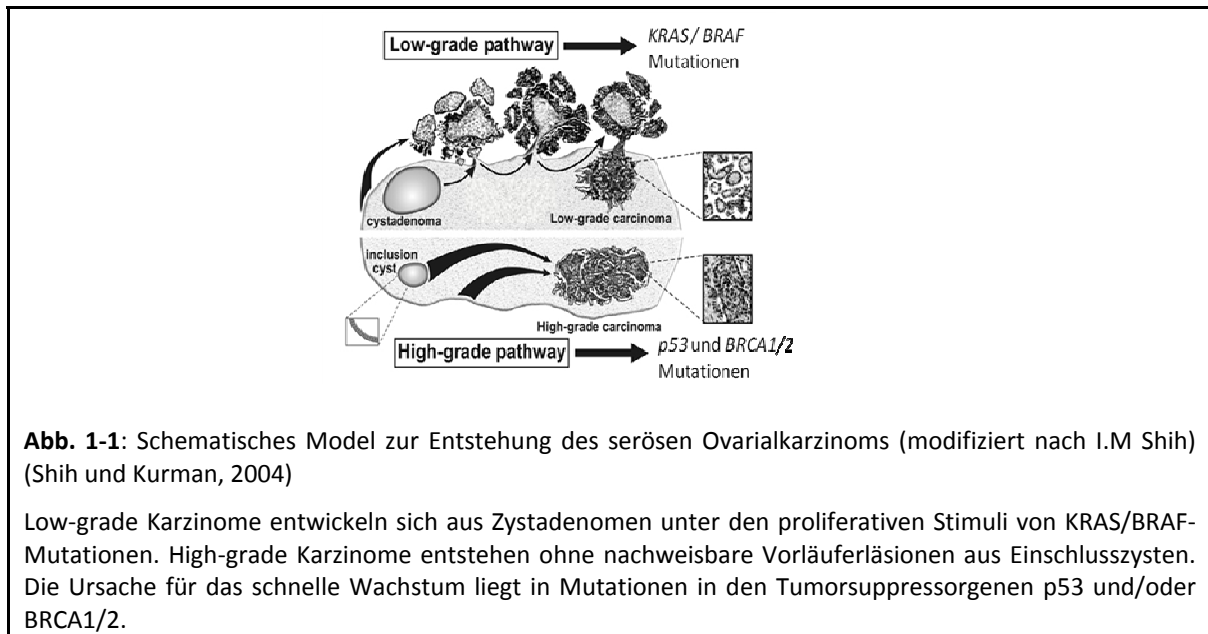 Low-grade pathway
KRAS/ BRAF
Mutationen
cystadenoma
Low-grade carcinoma
Inclusion
cyst
High-grade carcinoma
High-grade pathway
p53 und BRCA1/2
Mutationen
Abb. 1-1: Schematisches Model zur Entstehung des serösen Ovarialkarzinoms (modifiziert nach I.M Shih)
(Shih und Kurman, 2004)
Low-grade Karzinome entwickeln sich aus Zystadenomen unter den proliferativen Stimuli von KRAS/BRAF-
Mutationen. High-grade Karzinome entstehen ohne nachweisbare Vorläuferläsionen aus Einschlusszysten.
Die Ursache für das schnelle Wachstum liegt in Mutationen in den Tumorsuppressorgenen p53 und/oder
BRCA1/2.